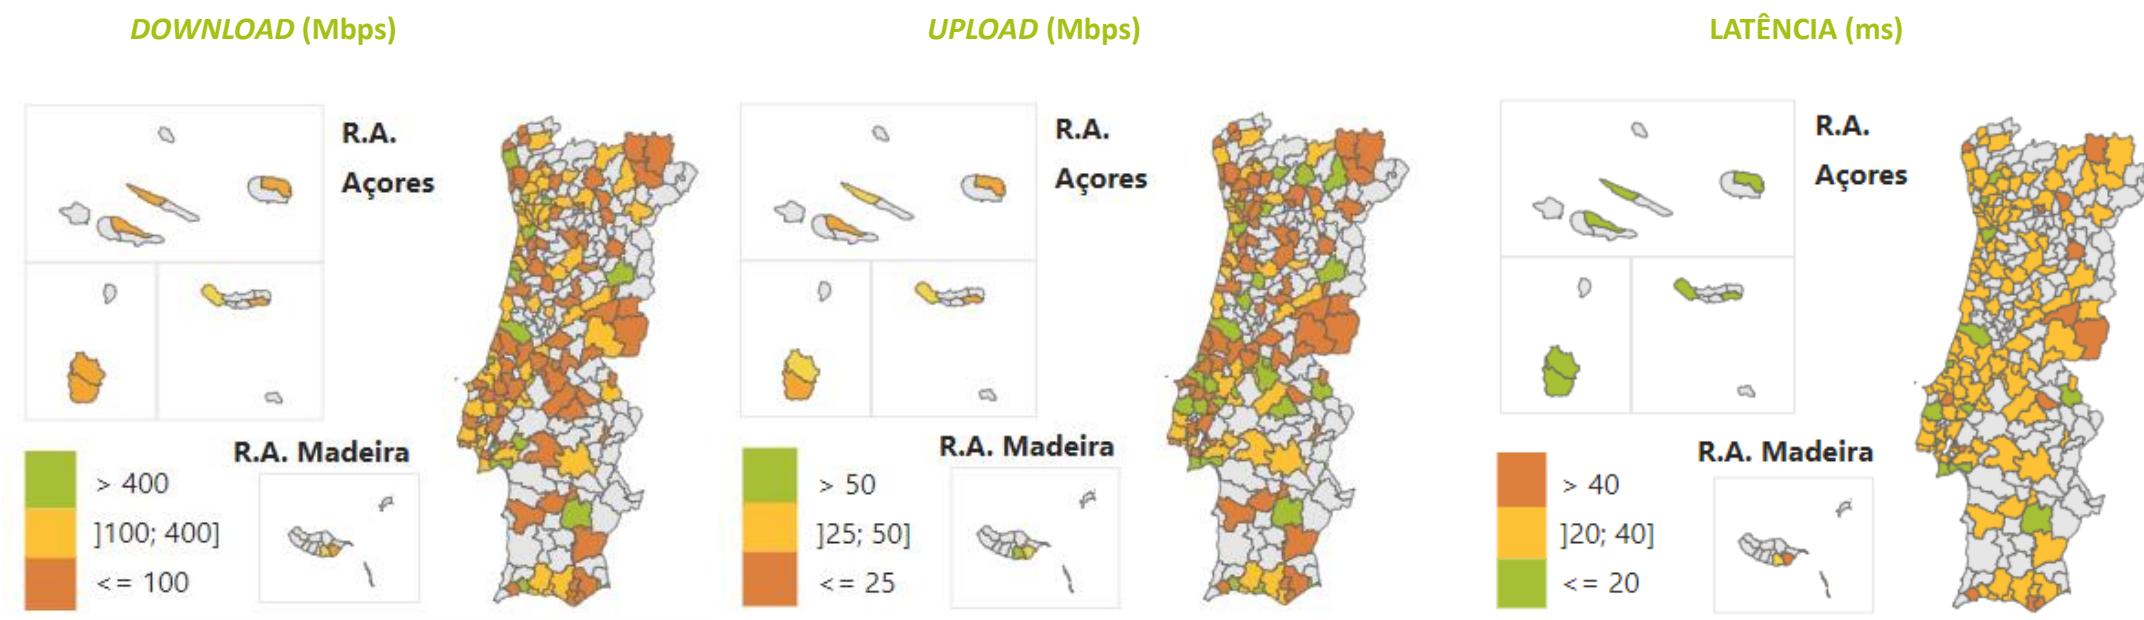 DOWNLOAD (Mbps)
R.A.
Açores
R.A. Madeira
> 400
]100; 400]
<= 100
UPLOAD (Mbps)
R.A.
Açores
R.A. Madeira
> 50
]25; 50]
<= 25
LATÊNCIA (ms)
R.A.
Açores
R.A. Madeira
> 40
]20; 40]
<= 20